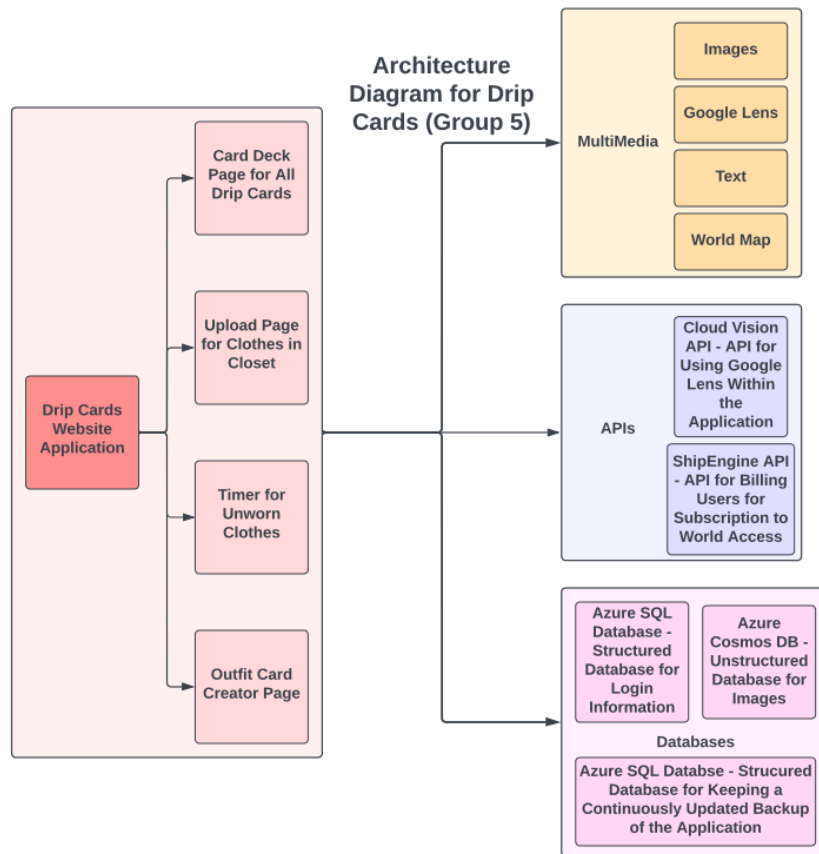 Architecture
Diagram for Drip
Cards (Group 5)
Drip Cards
Website
Application
Card Deck
Page for All
Drip Cards
Upload Page
for Clothes in
Closet
Timer for
Unworn
Clothes
Outfit Card
Creator Page
MultiMedia
Images
Google Lens
Text
World Map
APIs
Cloud Vision
API - API for
Using Google
Lens Within
the
Application
ShipEngine API
- API for Billing
Users for
Subscription to
World Access
Azure SQL
Database -
Structured
Database for
Login
Information
Azure
Cosmos DB -
Unstructured
Database for
Images
Databases
Azure SQL Databse - Strucured
Database for Keeping a
Continuously Updated Backup
of the Application